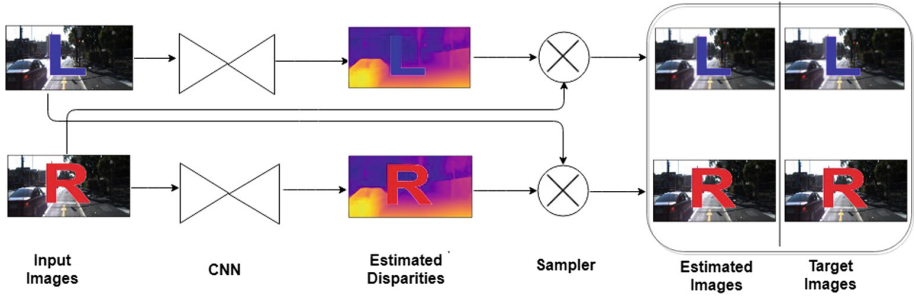 L L L L
R R R R
Input
Images
CNN
Estimated
Disparities
Sampler
Estimated
Images
Target
Images